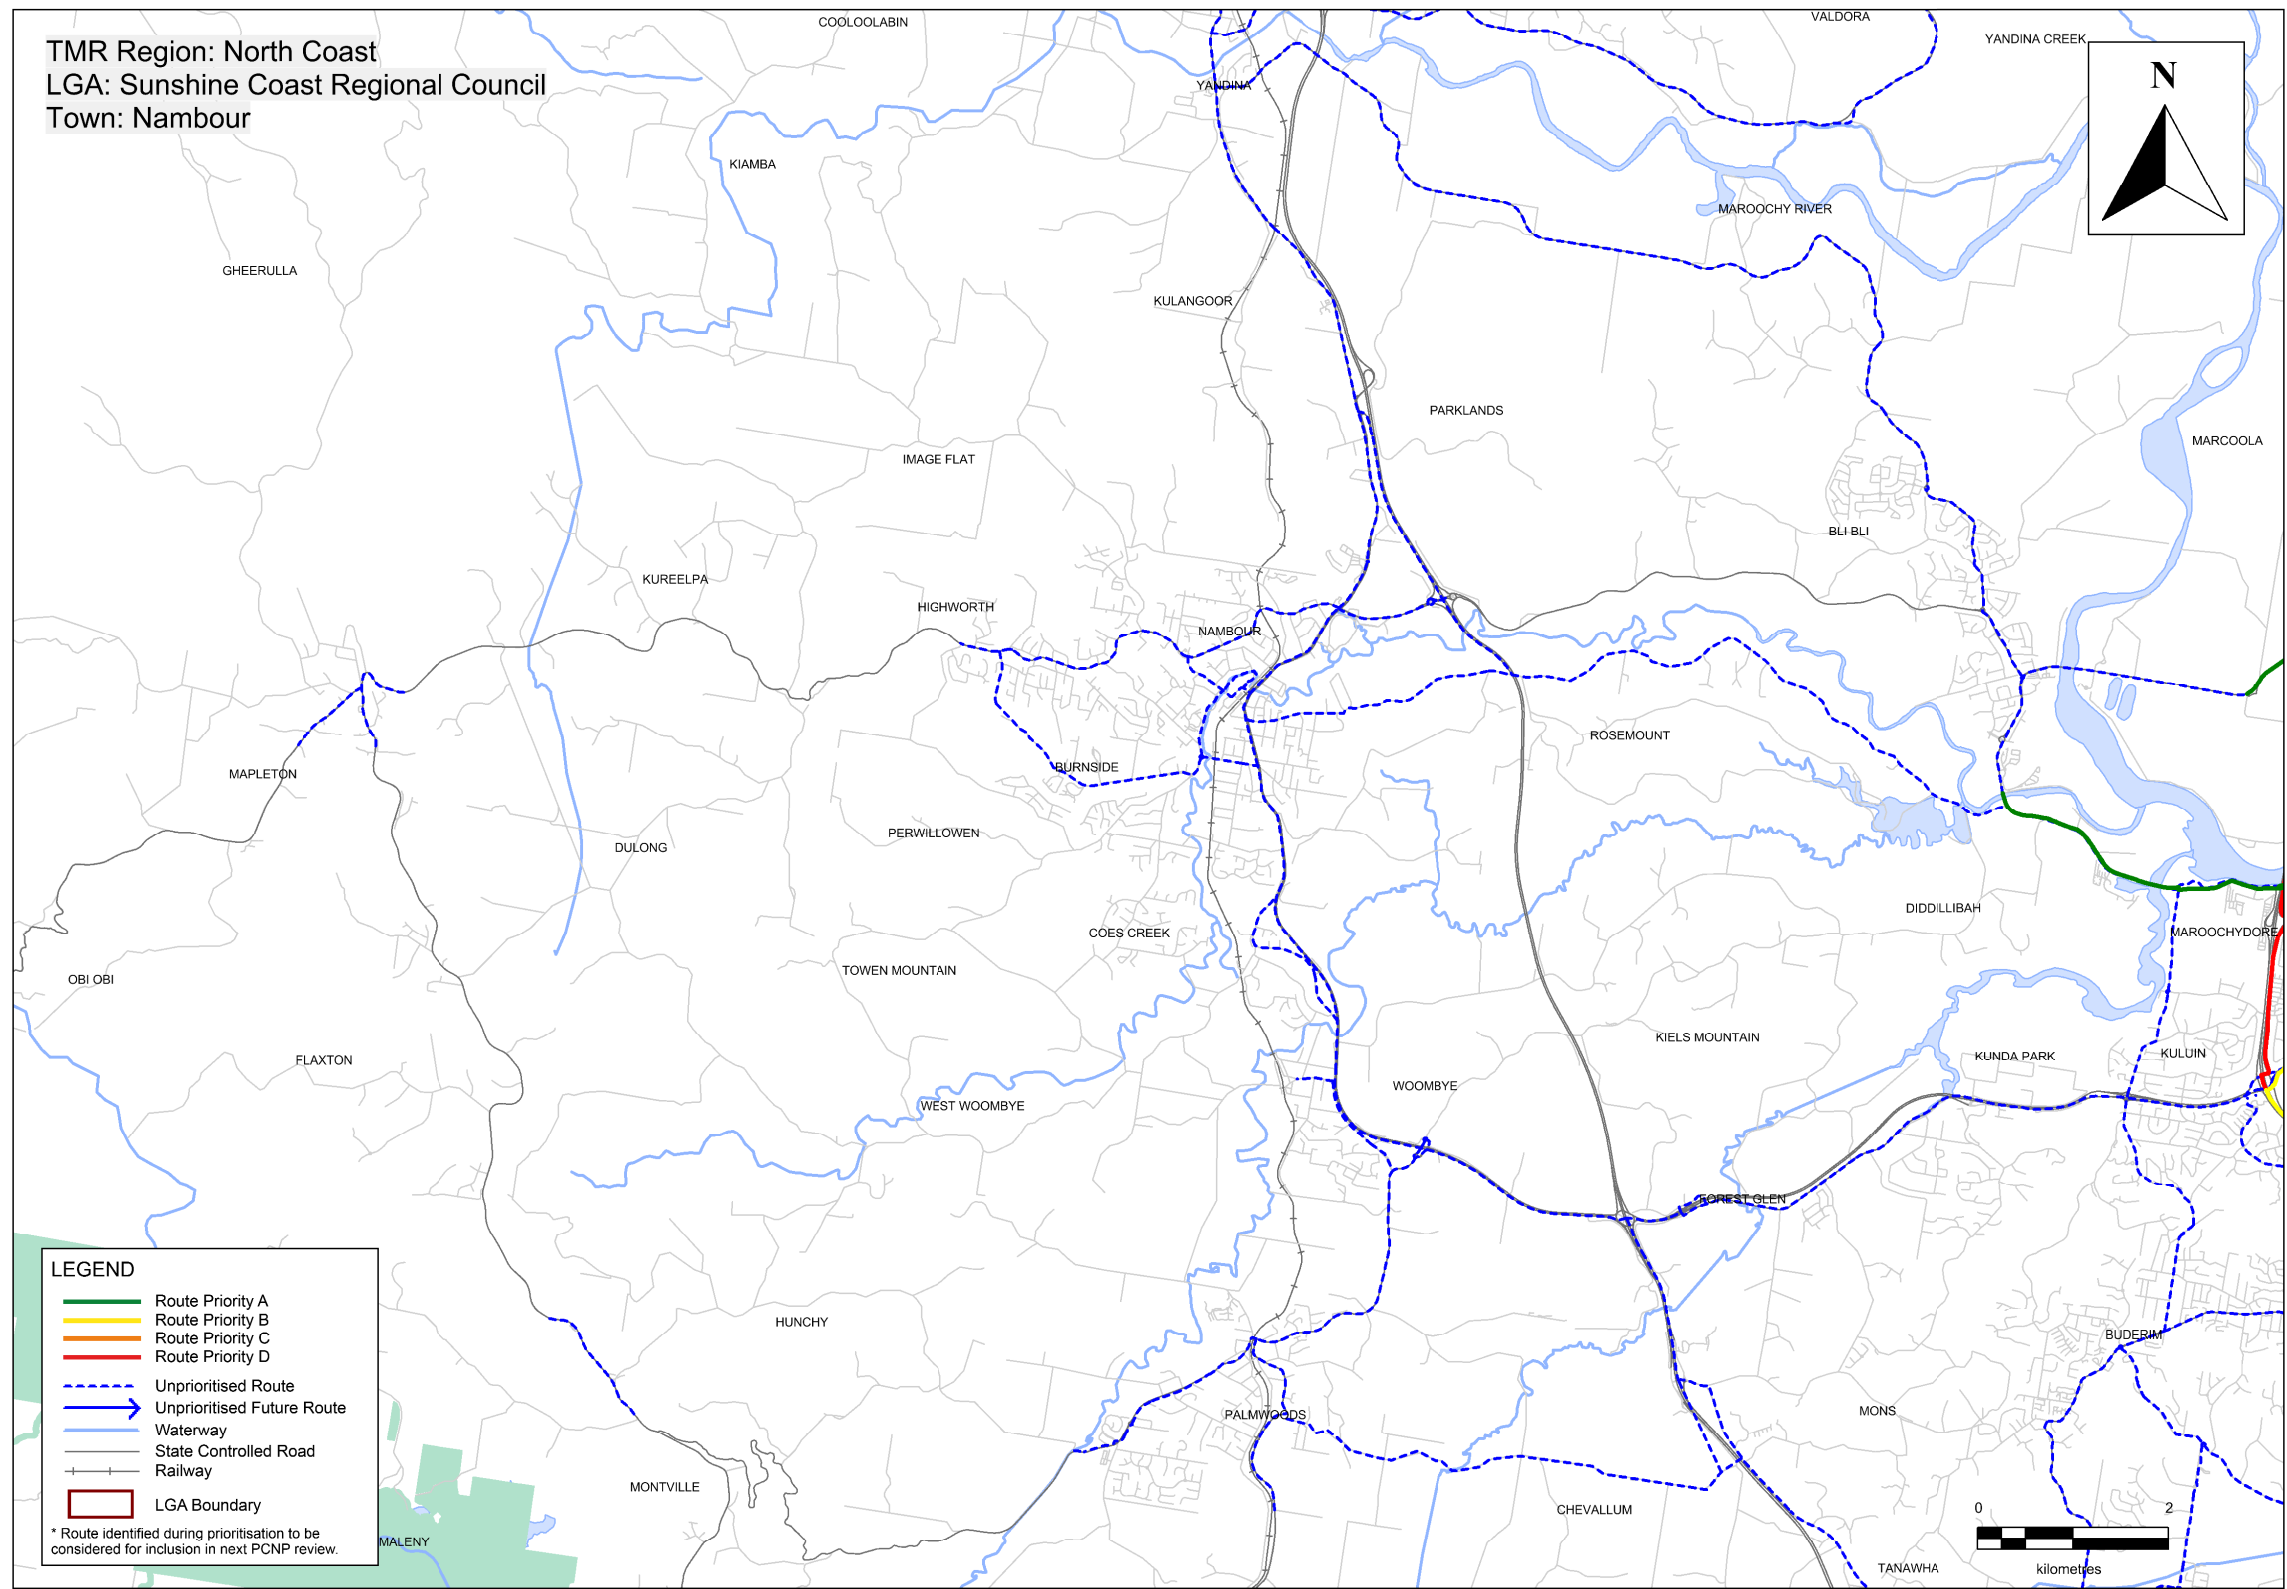 TMR Region: North Coast
LGA: Sunshine Coast Regional Council
Town: Nambour
COOLOOLABIN
VALDORA
YANDINA CREEK
N
YANDINA
KIAMBA
MAROOCHY RIVER
GHEERULLA
KULANGOOR
PARKLANDS
MARCOOLA
IMAGE FLAT
BLI BLI
KUREELPA
HIGHWORTH
NAMBOUR
ROSEMOUNT
MAPLETON
BURNSIDE
PERWILLOWEN
DULONG
DIDDILLIBAH
COES CREEK
MAROOCHYDORE
TOWEN MOUNTAIN
OBI OBI
KIELS MOUNTAIN
KULUIN
KUNDA PARK
FLAXTON
WOOMBYE
WEST WOOMBYE
FOREST GLEN
HUNCHY
BUDERIM
PALMWOODS
MONS
MONTVILLE
CHEVALLUM
MALENY
TANAWHA
LEGEND
Route Priority A
Route Priority B
Route Priority C
Route Priority D
Unprioritised Route
Unprioritised Future Route
Waterway
State Controlled Road
Railway
LGA Boundary
* Route identified during prioritisation to be
considered for inclusion in next PCNP review.
0 2
kilometres